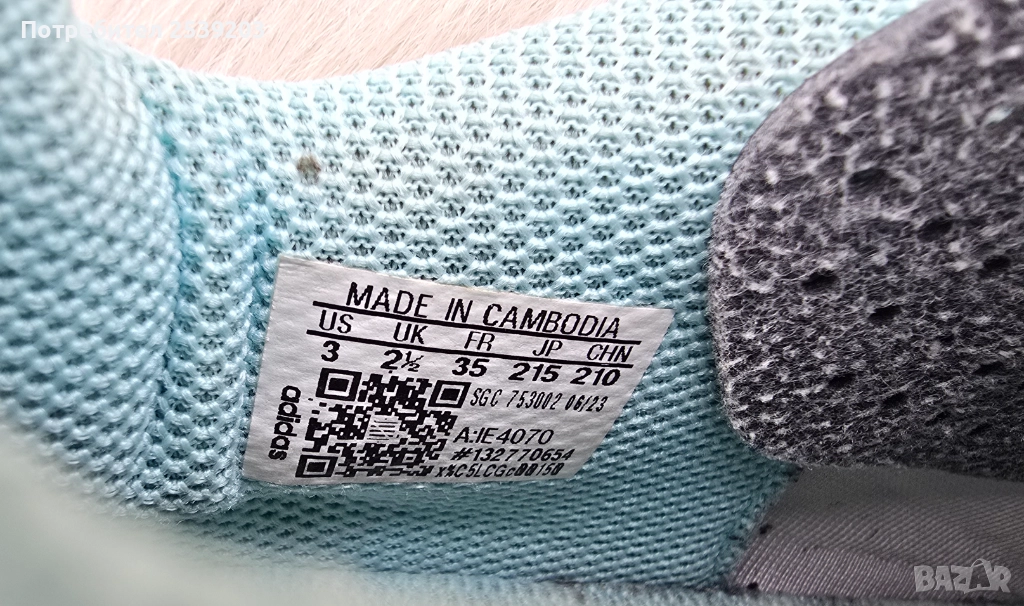 MADE IN CAMBODIA
US UK FR JP CHN
3 2½ 35 215 210
SGC 753002 06/23
A:IE4070
#132770654
adidas
BAZAR